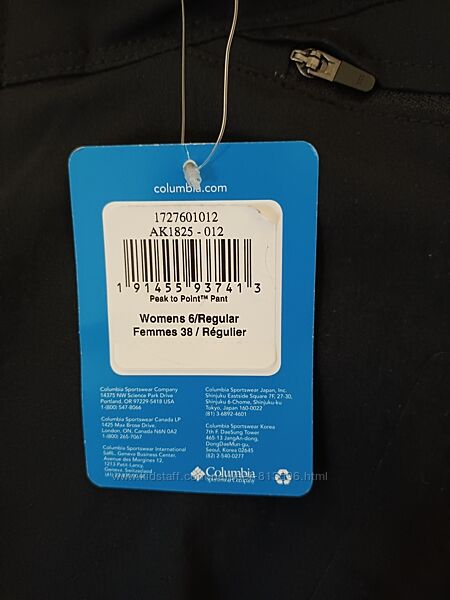 columbia.com
1727601012
AK1825 - 012
1 91455 93741 3
Peak to Point™ Pant
Womens 6/Regular
Femmes 38 / Régulier
Columbia Sportswear Company
14375 NW Science Park Drive
Portland, OR 97229-5418 USA
1-(800) 547-8066
Columbia Sportswear Canada LP
1425 Max Brose Drive,
London, ON. Canada N6N 0A2
1-(800) 265-7067
Columbia Sportswear International
Sàrl, Geneva Business Center,
Avenue des Morgines 12,
1213 Petit-Lancy,
Geneva, Switzerland
Columbia Sportswear Japan, Inc.
Shinjuku Eastside Square 7F, 27-30,
Shinjuku 6-Chome, Shinjuku-ku
Tokyo, Japan 160-0022
(81) 3-6892-4601
Columbia Sportswear Korea
7th F. DaeSung Tower
465-13 JangAn-dong,
DongDaeMun-gu,
Seoul, Korea 02645
(82) 2-540-0277
Columbia
Sportswear Company